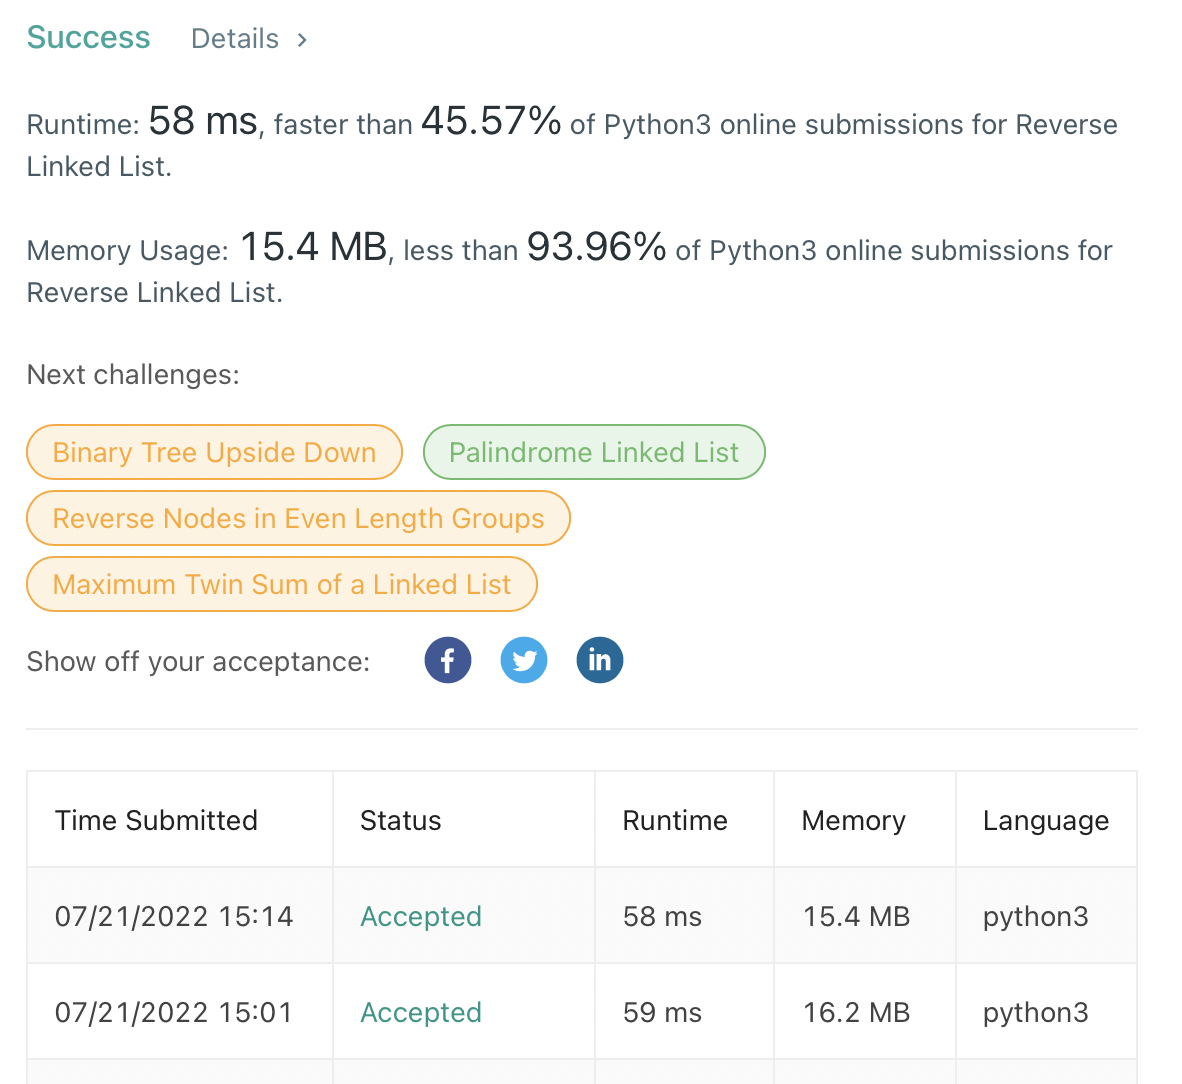 Success Details >
Runtime: 58 ms, faster than 45.57% of Python3 online submissions for Reverse
Linked List.
Memory Usage: 15.4 MB, less than 93.96% of Python3 online submissions for
Reverse Linked List.
Next challenges:
Binary Tree Upside Down Palindrome Linked List
Reverse Nodes in Even Length Groups
Maximum Twin Sum of a Linked List
Show off your acceptance: f in
Time Submitted Status Runtime Memory Language
07/21/2022 15:14 Accepted 58 ms 15.4 MB python3
07/21/2022 15:01 Accepted 59 ms 16.2 MB python3